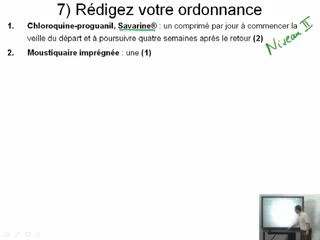 7) Rédigez votre ordonnance
1. Chloroquine-proguanil, Savarine® : un comprimé par jour à commencer la
veille du départ et à poursuivre quatre semaines après le retour (2)
Niveau II
2. Moustiquaire imprégnée : une (1)